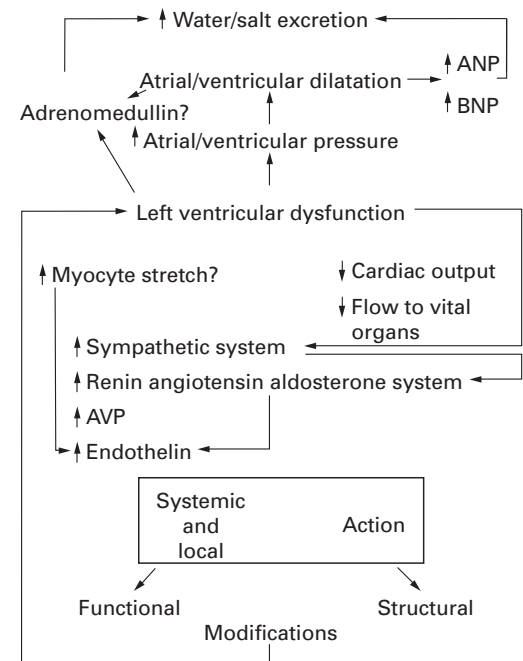 ↑ Water/salt excretion
↑ ANP
Atrial/ventricular dilatation
↑ BNP
Adrenomedullin?
↑ Atrial/ventricular pressure
Left ventricular dysfunction
↑ Myocyte stretch?
↓ Cardiac output
↓ Flow to vital
organs
↑ Sympathetic system
↑ Renin angiotensin aldosterone system
↑ AVP
↑ Endothelin
Systemic
and
local
Action
Functional
Structural
Modifications